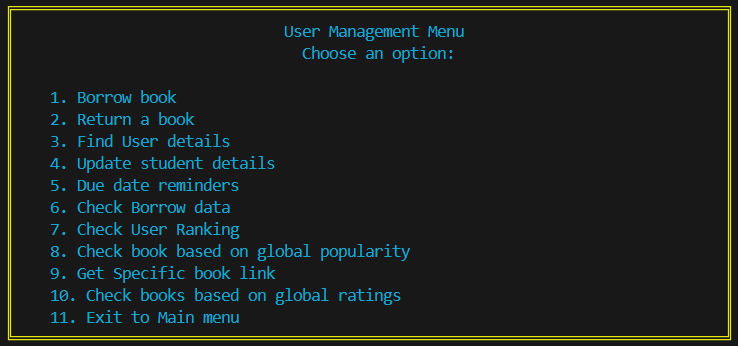 User Management Menu
Choose an option:
1. Borrow book
2. Return a book
3. Find User details
4. Update student details
5. Due date reminders
6. Check Borrow data
7. Check User Ranking
8. Check book based on global popularity
9. Get Specific book link
10. Check books based on global ratings
11. Exit to Main menu